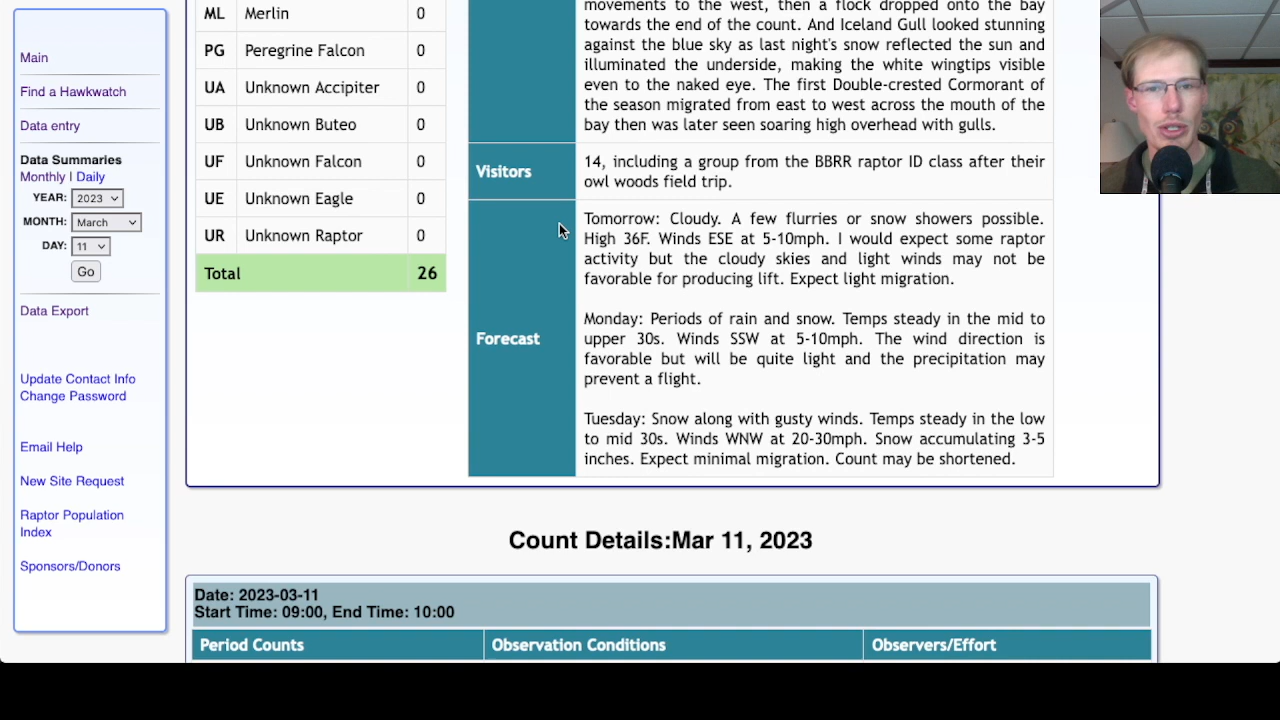 Main
Find a Hawkwatch
Data entry
Data Summaries
Monthly | Daily
YEAR: 2023
MONTH: March
DAY: 11
Go
Data Export
Update Contact Info
Change Password
Email Help
New Site Request
Raptor Population
Index
Sponsors/Donors
ML Merlin 0
PG Peregrine Falcon 0
UA Unknown Accipiter 0
UB Unknown Buteo 0
UF Unknown Falcon 0
UE Unknown Eagle 0
UR Unknown Raptor 0
Total 26
movements to the west, then a flock dropped onto the bay
towards the end of the count. And Iceland Gull looked stunning
against the blue sky as last night's snow reflected the sun and
illuminated the underside, making the white wingtips visible
even to the naked eye. The first Double-crested Cormorant of
the season migrated from east to west across the mouth of the
bay then was later seen soaring high overhead with gulls.
Visitors
14, including a group from the BBRR raptor ID class after their
owl woods field trip.
Forecast
Tomorrow: Cloudy. A few flurries or snow showers possible.
High 36F. Winds ESE at 5-10mph. I would expect some raptor
activity but the cloudy skies and light winds may not be
favorable for producing lift. Expect light migration.
Monday: Periods of rain and snow. Temps steady in the mid to
upper 30s. Winds SSW at 5-10mph. The wind direction is
favorable but will be quite light and the precipitation may
prevent a flight.
Tuesday: Snow along with gusty winds. Temps steady in the low
to mid 30s. Winds WNW at 20-30mph. Snow accumulating 3-5
inches. Expect minimal migration. Count may be shortened.
Count Details:Mar 11, 2023
Date: 2023-03-11
Start Time: 09:00, End Time: 10:00
Period Counts
Observation Conditions
Observers/Effort